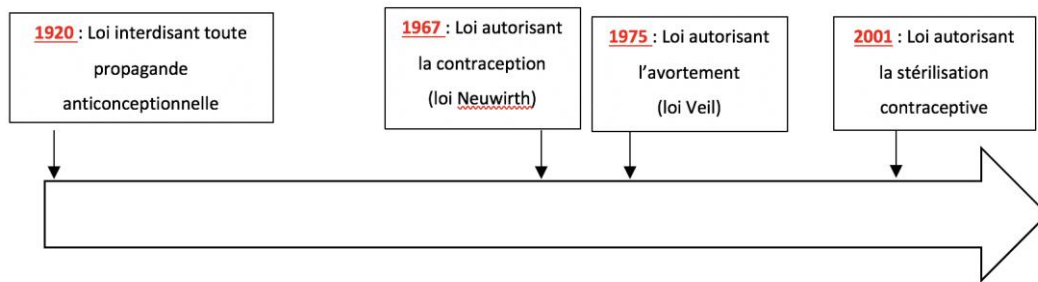 1920 : Loi interdisant toute
propagande
anticonceptionnelle
1967 : Loi autorisant
la contraception
(loi Neuwirth)
1975 : Loi autorisant
l’avortement
(loi Veil)
2001 : Loi autorisant
la stérilisation
contraceptive